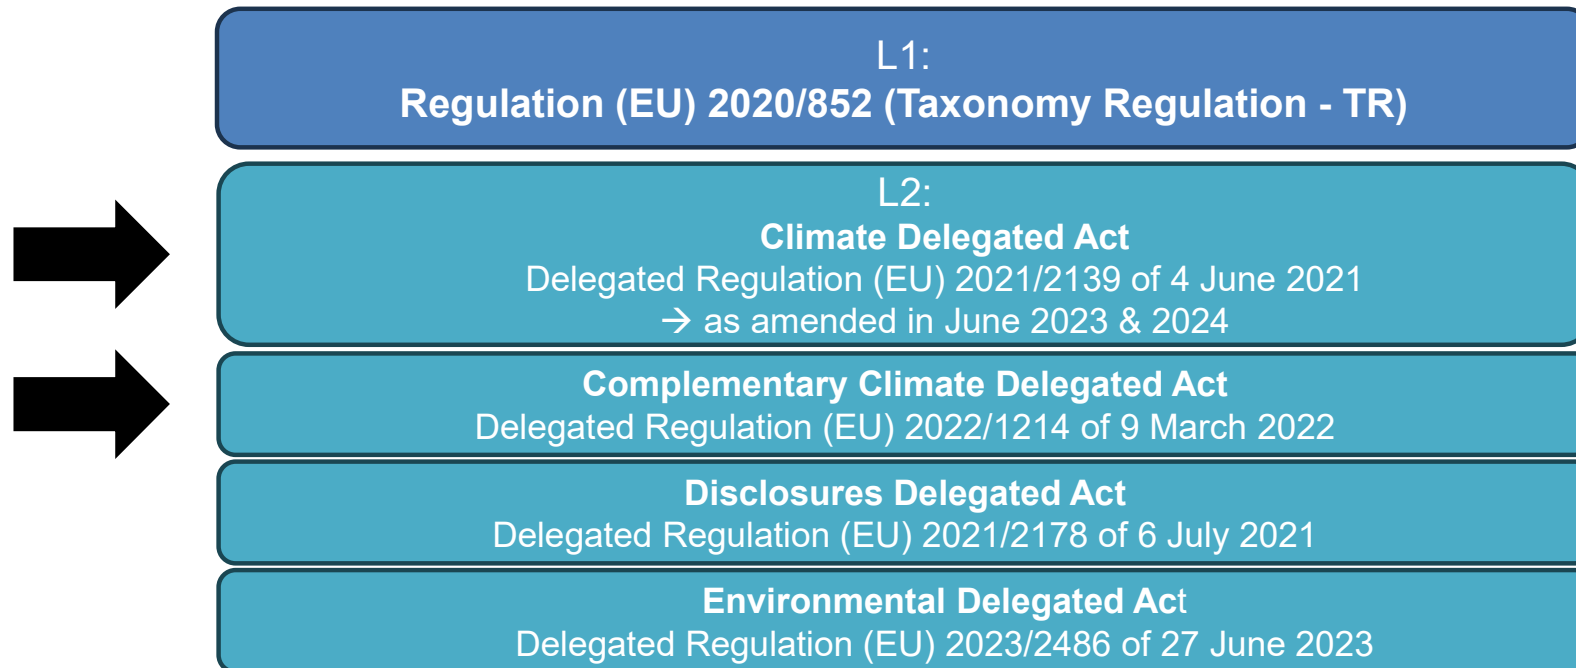 L1:
Regulation (EU) 2020/852 (Taxonomy Regulation - TR)
L2:
Climate Delegated Act
Delegated Regulation (EU) 2021/2139 of 4 June 2021
→ as amended in June 2023 & 2024
Complementary Climate Delegated Act
Delegated Regulation (EU) 2022/1214 of 9 March 2022
Disclosures Delegated Act
Delegated Regulation (EU) 2021/2178 of 6 July 2021
Environmental Delegated Act
Delegated Regulation (EU) 2023/2486 of 27 June 2023